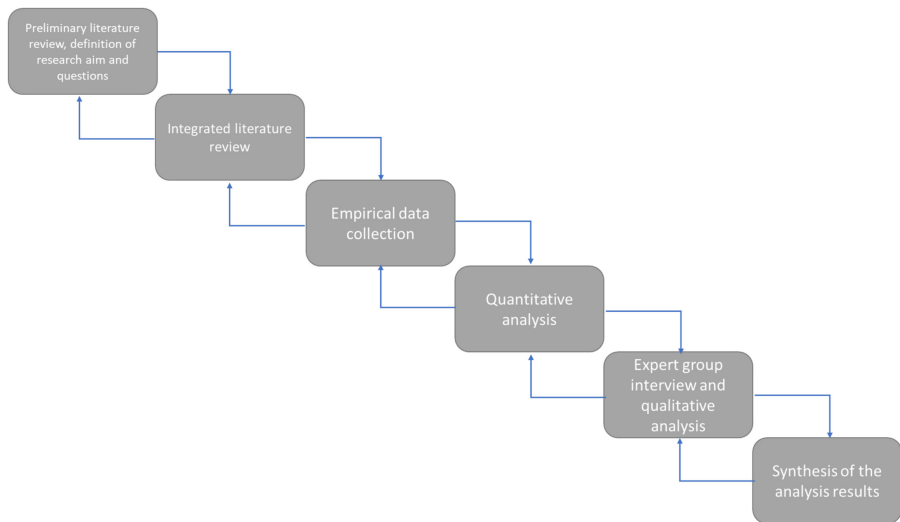 Preliminary literature
review, definition of
research aim and
questions
Integrated literature
review
Empirical data
collection
Quantitative
analysis
Expert group
interview and
qualitative
analysis
Synthesis of the
analysis results